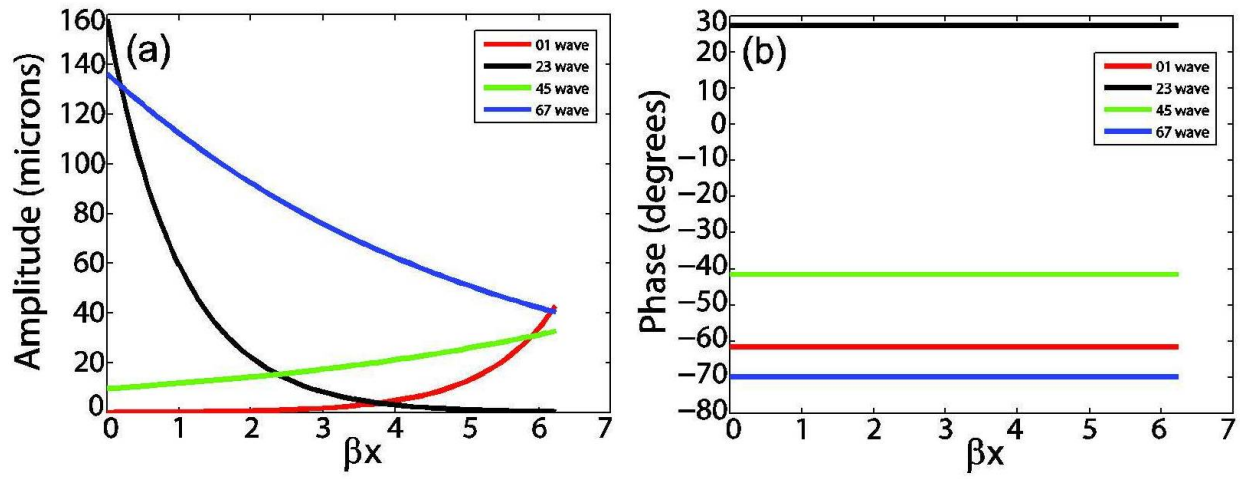 (a)
01 wave
23 wave
45 wave
67 wave
Amplitude (microns)
160
140
120
100
80
60
40
20
0
0 1 2 3 4 5 6 7
βx
(b)
01 wave
23 wave
45 wave
67 wave
Phase (degrees)
30
20
10
0
−10
−20
−30
−40
−50
−60
−70
−80
0 1 2 3 4 5 6 7
βx